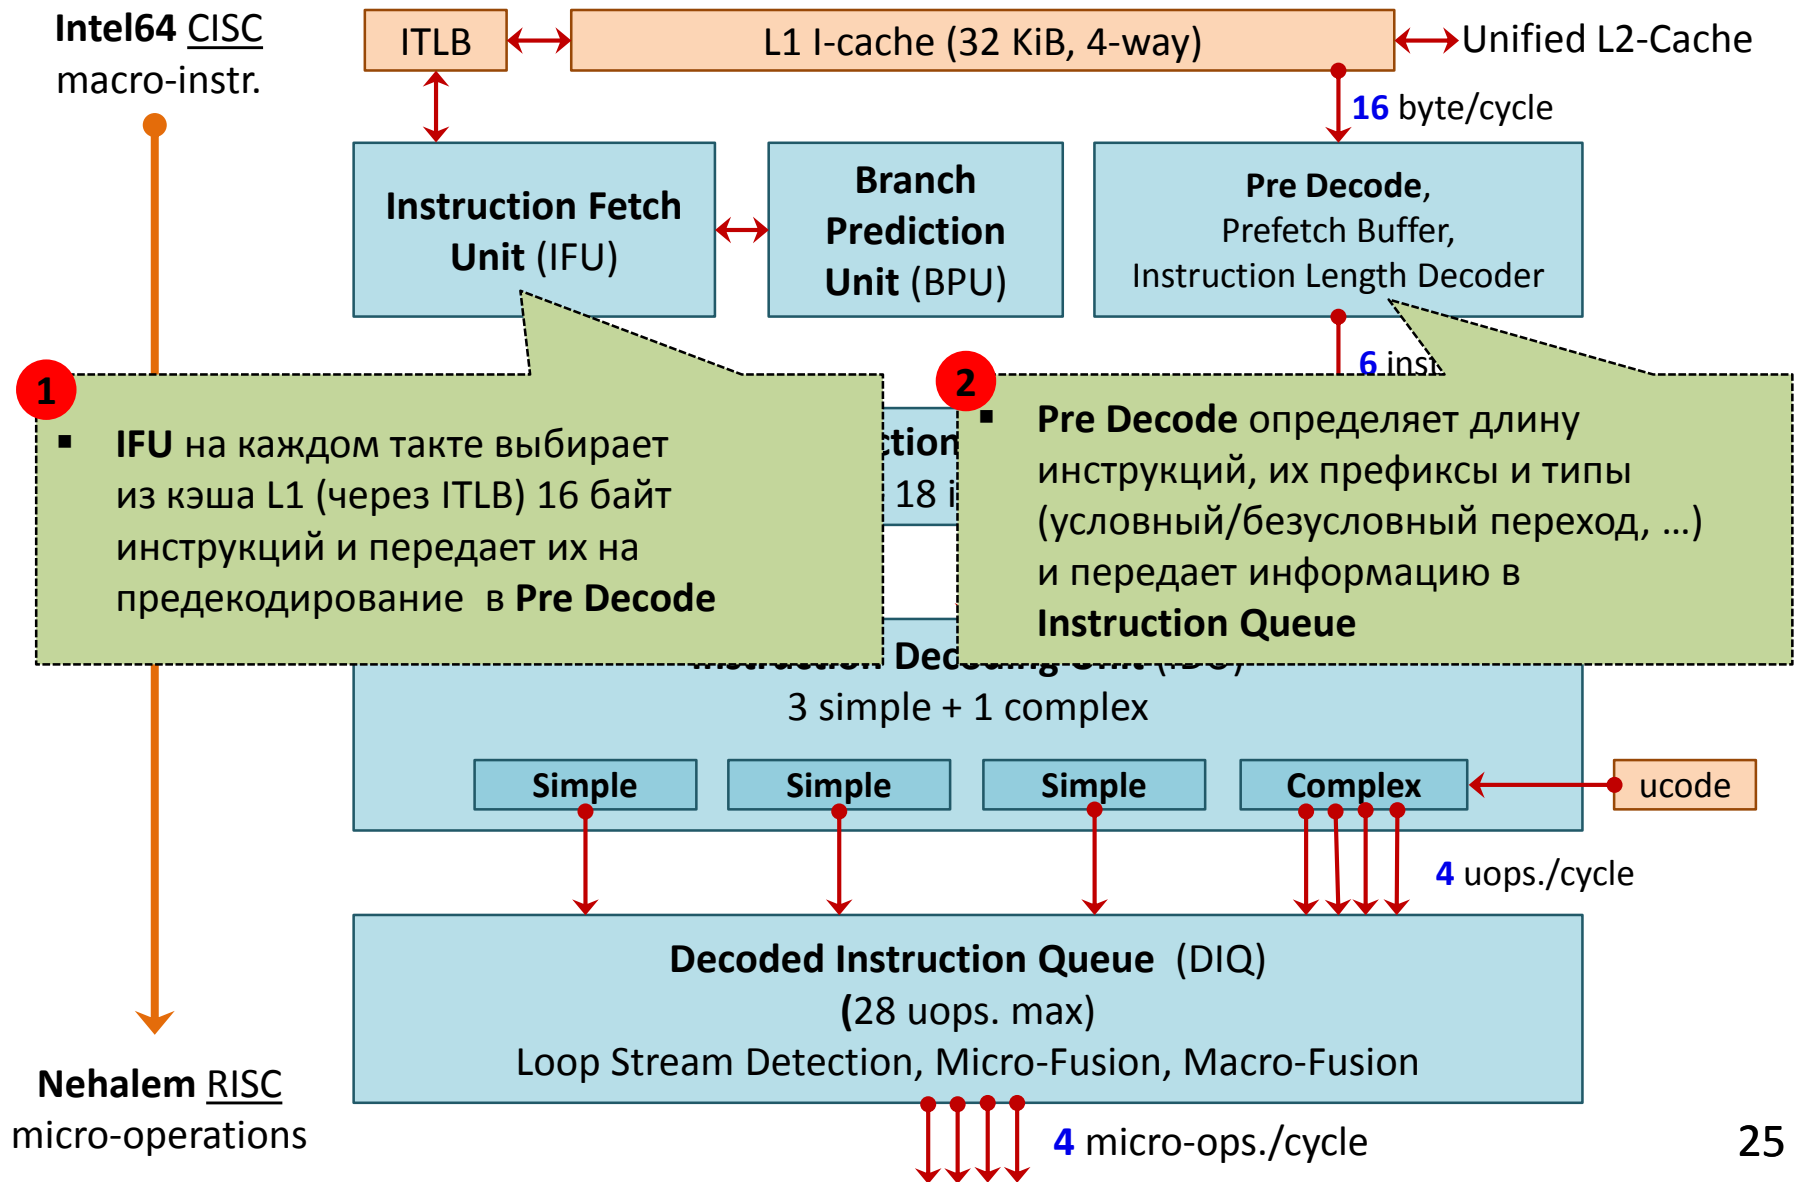 Intel64 CISC
macro-instr.
ITLB
L1 I-cache (32 KiB, 4-way)
Unified L2-Cache
16 byte/cycle
Instruction Fetch
Unit (IFU)
Branch
Prediction
Unit (BPU)
Pre Decode,
Prefetch Buffer,
Instruction Length Decoder
6
1
▪ IFU на каждом такте выбирает
из кэша L1 (через ITLB) 16 байт
инструкций и передает их на
предекодирование в Pre Decode
18
2
▪ Pre Decode определяет длину
инструкций, их префиксы и типы
(условный/безусловный переход, …)
и передает информацию в
Instruction Queue
3 simple + 1 complex
Simple
Simple
Simple
Complex
ucode
4 uops./cycle
Decoded Instruction Queue (DIQ)
(28 uops. max)
Loop Stream Detection, Micro-Fusion, Macro-Fusion
Nehalem RISC
micro-operations
4 micro-ops./cycle
25